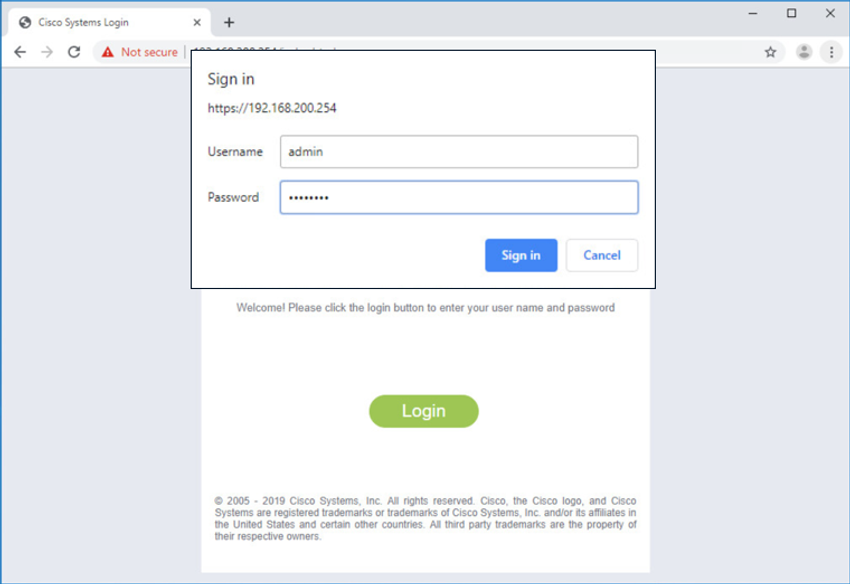 Cisco Systems Login
Not secure
Sign in
https://192.168.200.254
Username
admin
Password
••••••••
Sign in
Cancel
Welcome! Please click the login button to enter your user name and password
Login
© 2005 - 2019 Cisco Systems, Inc. All rights reserved. Cisco, the Cisco logo, and Cisco
Systems are registered trademarks or trademarks of Cisco Systems, Inc. and/or its affiliates in
the United States and certain other countries. All third party trademarks are the property of
their respective owners.